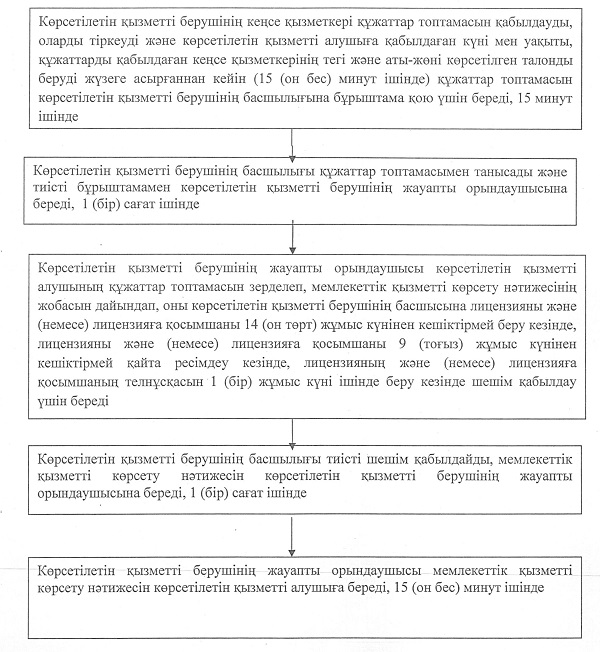 Көрсетілетін қызметті берушінің кеңсе қызметкері құжаттар топтамасын қабылдауды,
оларды тіркеуді және көрсетілетін қызметті алушыға қабылдаған күні мен уақыты,
құжаттарды қабылдаған кеңсе қызметкерінің тегі және аты-жөні көрсетілген талонды
беруді жүзеге асырғаннан кейін (15 (он бес) минут ішінде) құжаттар топтамасын
көрсетілетін қызметті берушінің басшылығына бұрыштама қою үшін береді, 15 минут
ішінде
Көрсетілетін қызметті берушінің басшылығы құжаттар топтамасымен танысады және
тиісті бұрыштамамен көрсетілетін қызметті берушінің жауапты орындаушысына
береді, 1 (бір) сағат ішінде
Көрсетілетін қызметті берушінің жауапты орындаушысы көрсетілетін қызметті
алушының құжаттар топтамасын зерделеп, мемлекеттік қызметті көрсету нәтижесінің
жобасын дайындап, оны көрсетілетін қызметті берушінің басшысына лицензияны және
(немесе) лицензияға қосымшаны 14 (он төрт) жұмыс күнінен кешіктірмей беру кезінде,
лицензияны және (немесе) лицензияға қосымшаны 9 (тоғыз) жұмыс күнінен
кешіктірмей қайта ресімдеу кезінде, лицензияның және (немесе) лицензияға
қосымшаның телнұсқасын 1 (бір) жұмыс күні ішінде беру кезінде шешім қабылдау
үшін береді
Көрсетілетін қызметті берушінің басшылығы тиісті шешім қабылдайды, мемлекеттік
қызметті көрсету нәтижесін көрсетілетін қызметті берушінің жауапты
орындаушысына береді, 1 (бір) сағат ішінде
Көрсетілетін қызметті берушінің жауапты орындаушысы мемлекеттік қызметті
көрсету нәтижесін көрсетілетін қызметті алушыға береді, 15 (он бес) минут ішінде